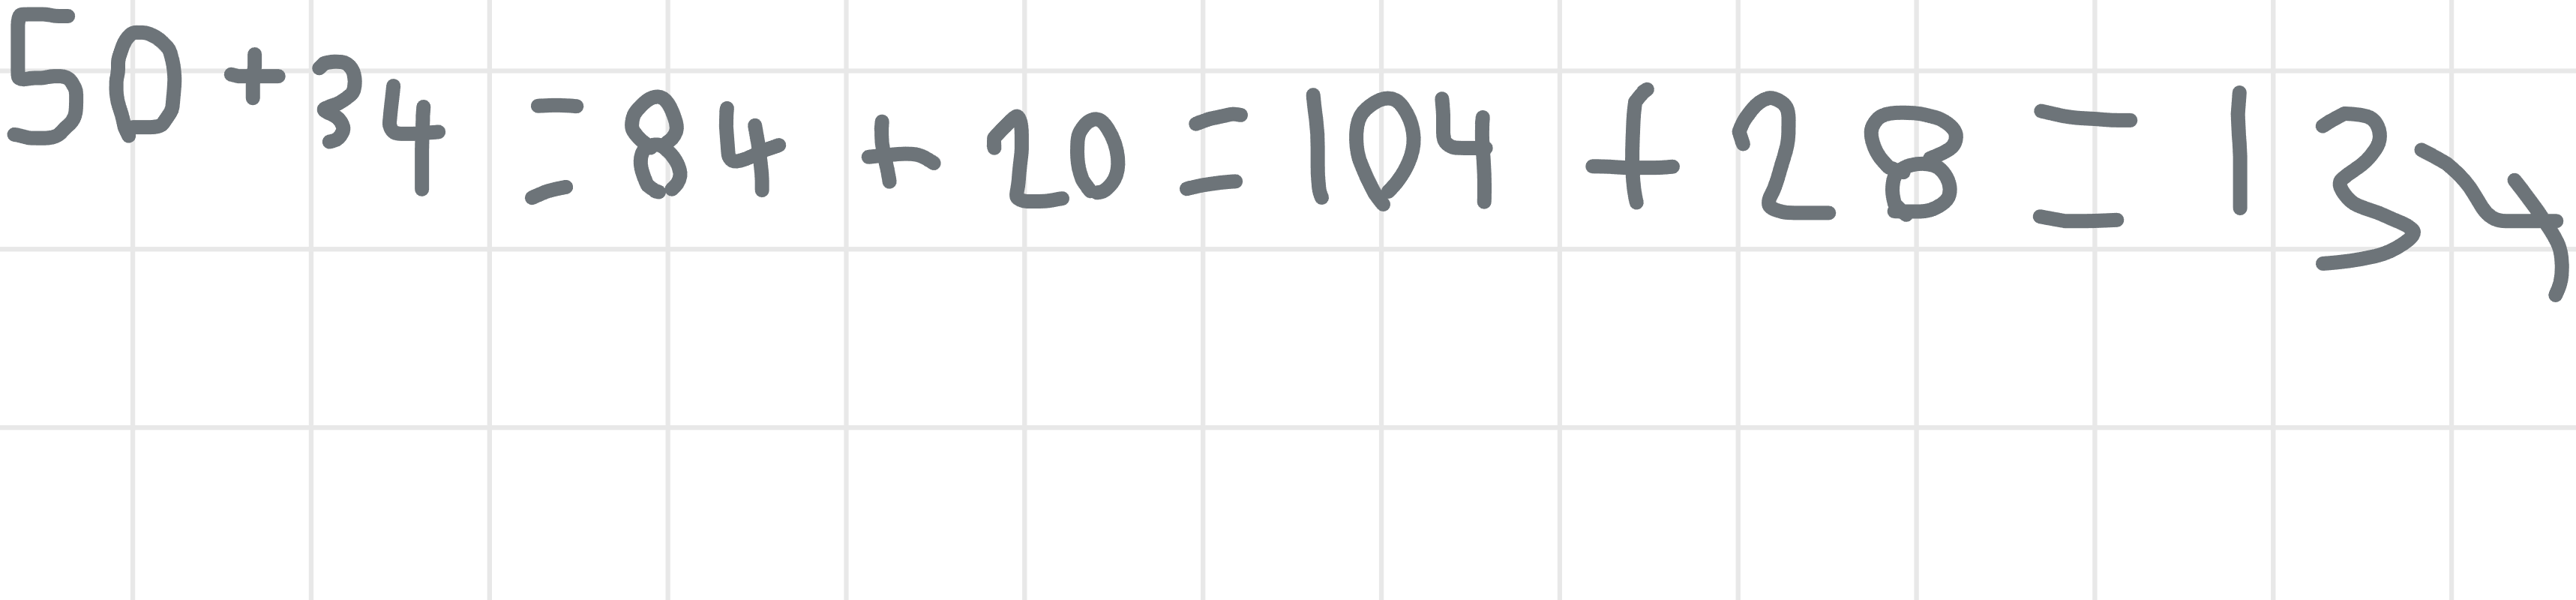 50 + 34 = 84 + 20 = 104 + 28 = 134